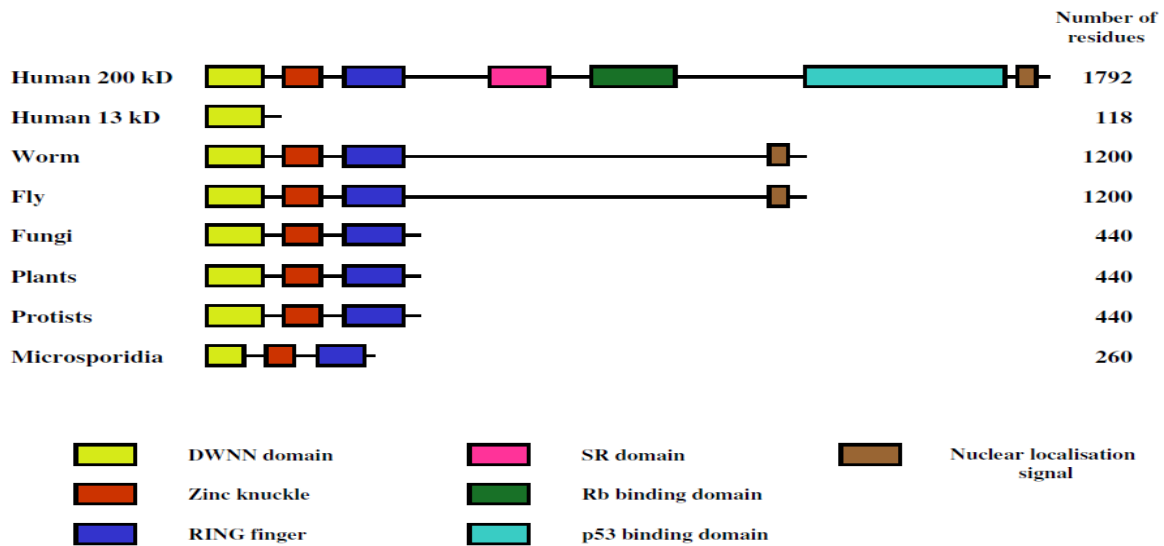 Number of
residues
Human 200 kD 1792
Human 13 kD 118
Worm 1200
Fly 1200
Fungi 440
Plants 440
Protists 440
Microsporidia 260
DWNN domain SR domain Nuclear localisation
signal
Zinc knuckle Rb binding domain
RING finger p53 binding domain